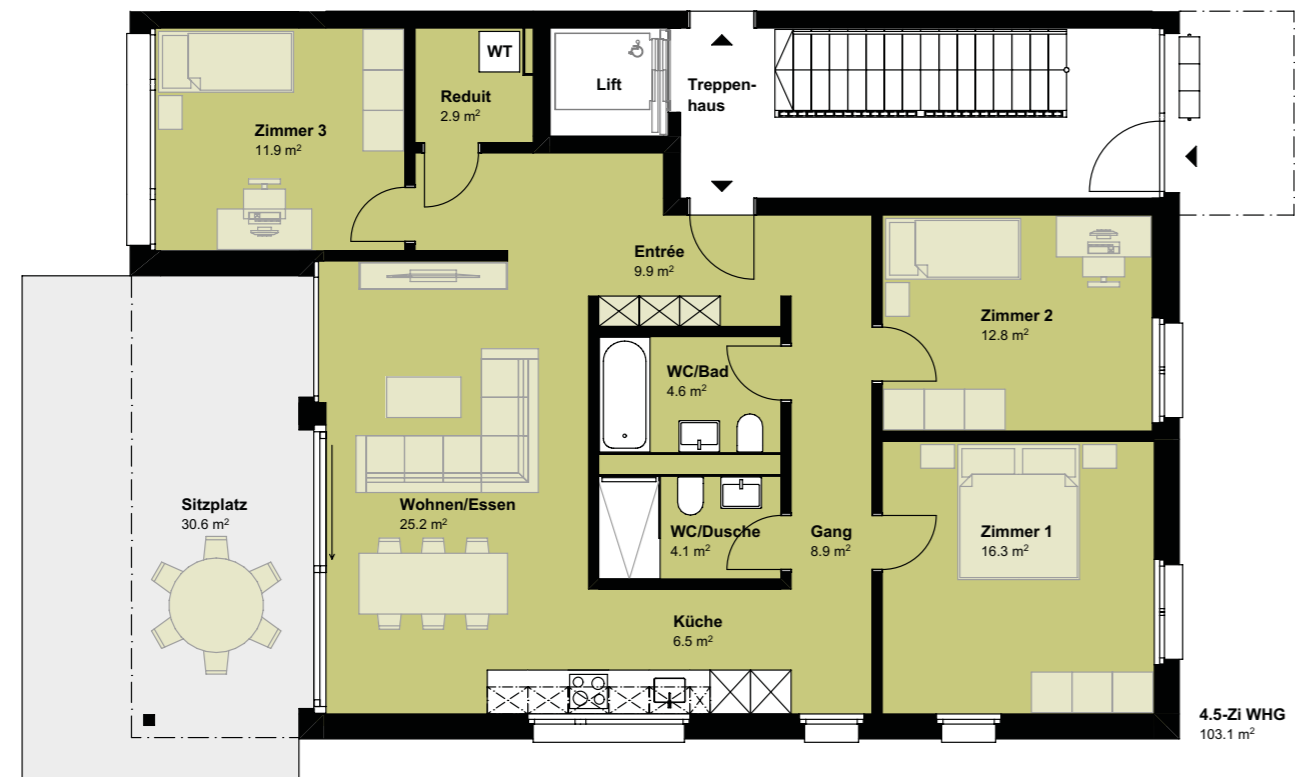 WT
Lift
Treppen-
haus
Reduit
2.9 m²
Zimmer 3
11.9 m²
Entrée
9.9 m²
Zimmer 2
12.8 m²
WC/Bad
4.6 m²
Sitzplatz
30.6 m²
Wohnen/Essen
25.2 m²
WC/Dusche
4.1 m²
Gang
8.9 m²
Zimmer 1
16.3 m²
Küche
6.5 m²
4.5-Zi WHG
103.1 m²